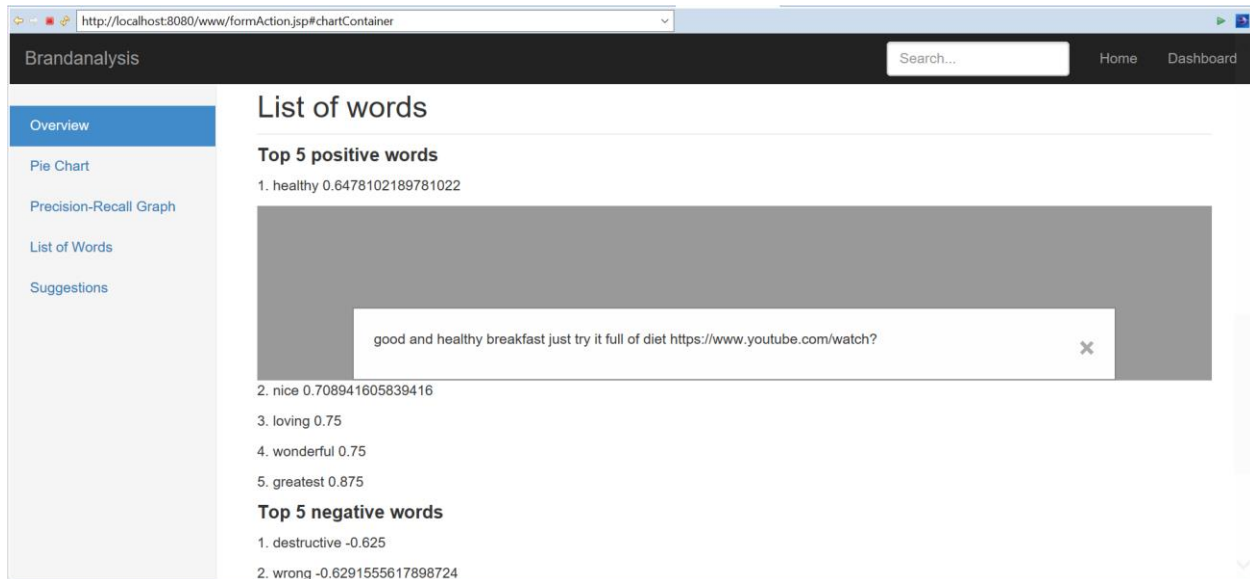 http://localhost:8080/www/formAction.jsp#chartContainer
Brandanalysis
Search...
Home
Dashboard
Overview
Pie Chart
Precision-Recall Graph
List of Words
Suggestions
List of words
Top 5 positive words
1. healthy 0.6478102189781022
good and healthy breakfast just try it full of diet https://www.youtube.com/watch?
2. nice 0.708941605839416
3. loving 0.75
4. wonderful 0.75
5. greatest 0.875
Top 5 negative words
1. destructive -0.625
2. wrong -0.6291555617898724